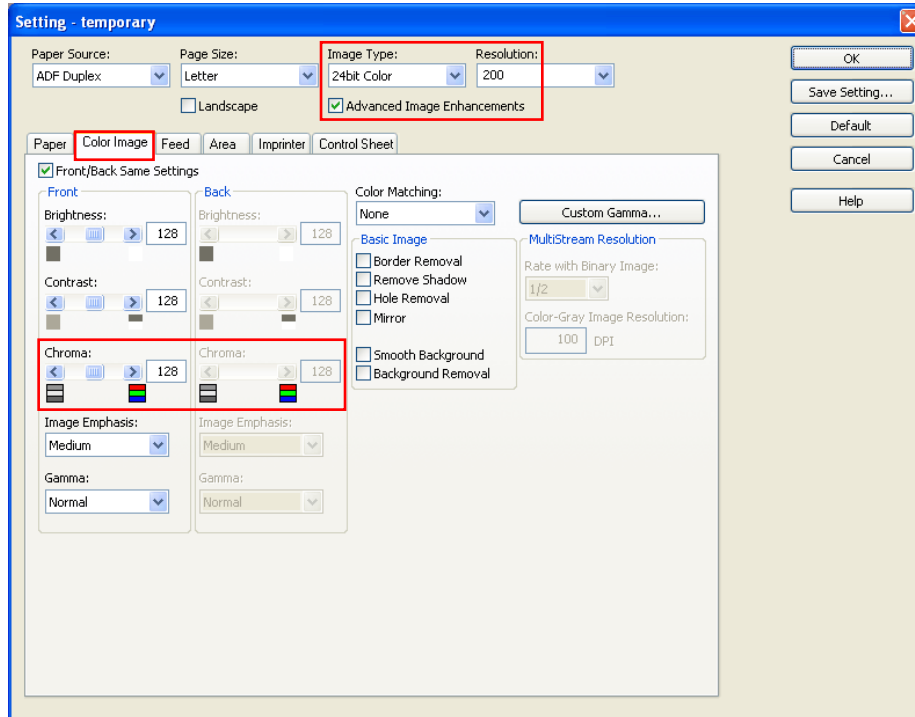 Setting - temporary
Paper Source: Page Size: Image Type: Resolution:
ADF Duplex Letter 24bit Color 200
Landscape Advanced Image Enhancements
OK
Save Setting...
Default
Cancel
Help
Paper Color Image Feed Area Imprinter Control Sheet
Front/Back Same Settings
Front
Brightness:
128
Contrast:
128
Chroma:
128
Image Emphasis:
Medium
Gamma:
Normal
Back
Brightness:
128
Contrast:
128
Chroma:
128
Image Emphasis:
Medium
Gamma:
Normal
Color Matching:
None
Custom Gamma...
Basic Image
Border Removal
Remove Shadow
Hole Removal
Mirror
Smooth Background
Background Removal
MultiStream Resolution
Rate with Binary Image:
1/2
Color-Gray Image Resolution:
100 DPI